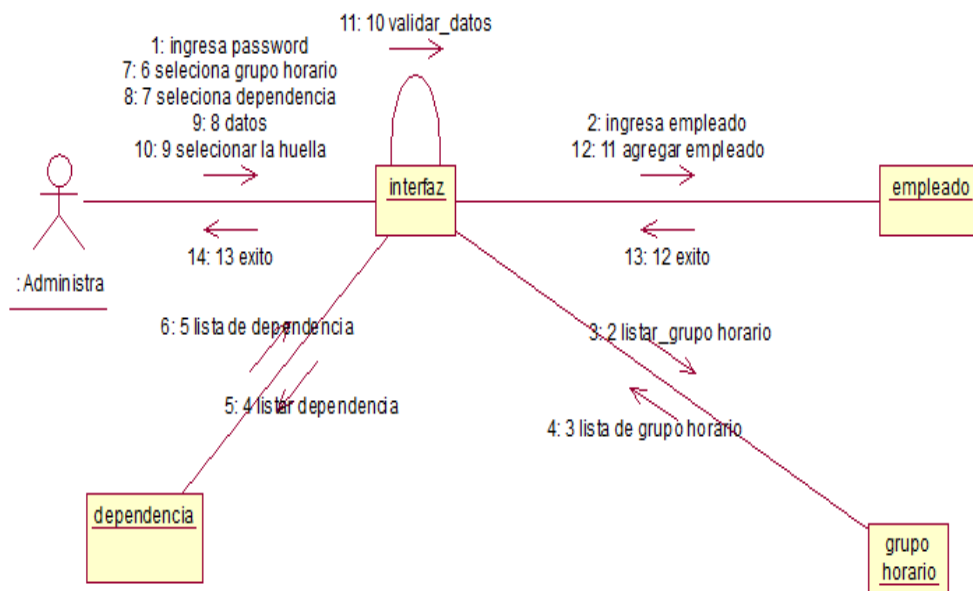 11: 10 validar_datos
1: ingresa password
7: 6 seleciona grupo horario
8: 7 seleciona dependencia
9: 8 datos
10: 9 selecionar la huella
2: ingresa empleado
12: 11 agregar empleado
interfaz
empleado
14: 13 exito
13: 12 exito
: Administra
6: 5 lista de dependencia
3: 2 listar_grupo horario
5: 4 listar dependencia
4: 3 lista de grupo horario
dependencia
grupo
horario